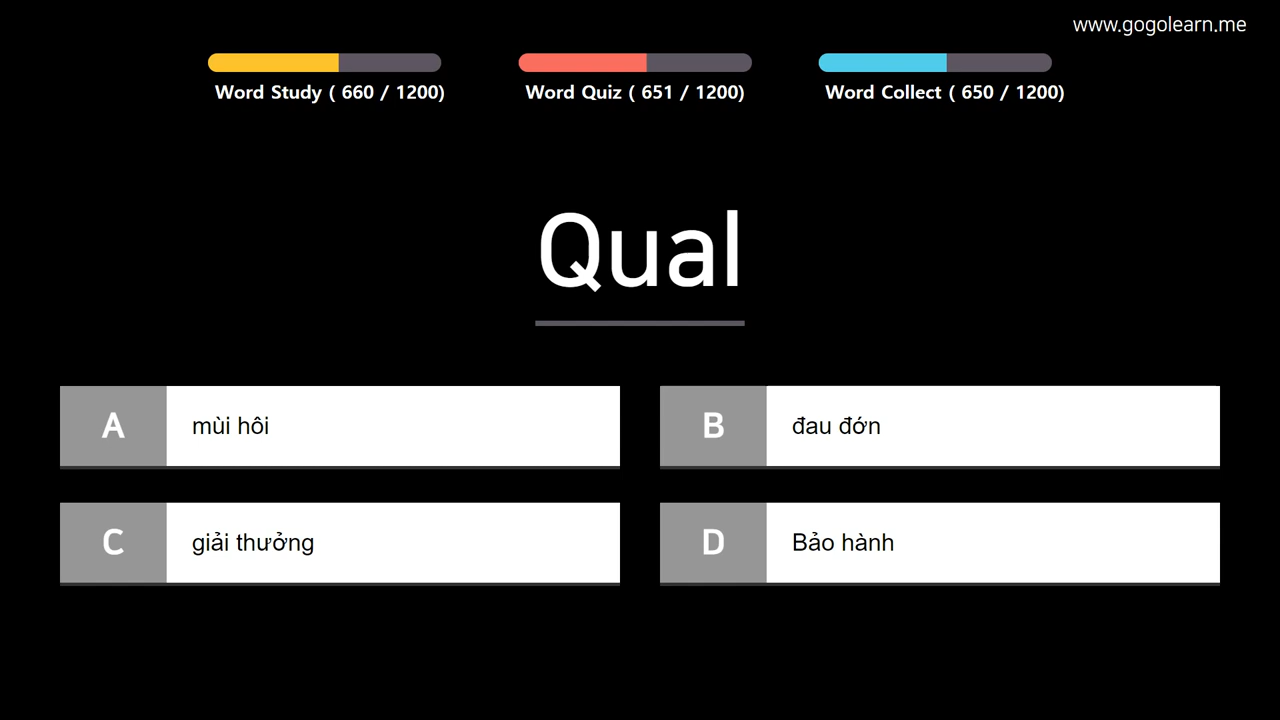 www.gogolearn.me
Word Study ( 660 / 1200)
Word Quiz ( 651 / 1200)
Word Collect ( 650 / 1200)
Qual
A
mùi hôi
B
đau đớn
C
giải thưởng
D
Bảo hành